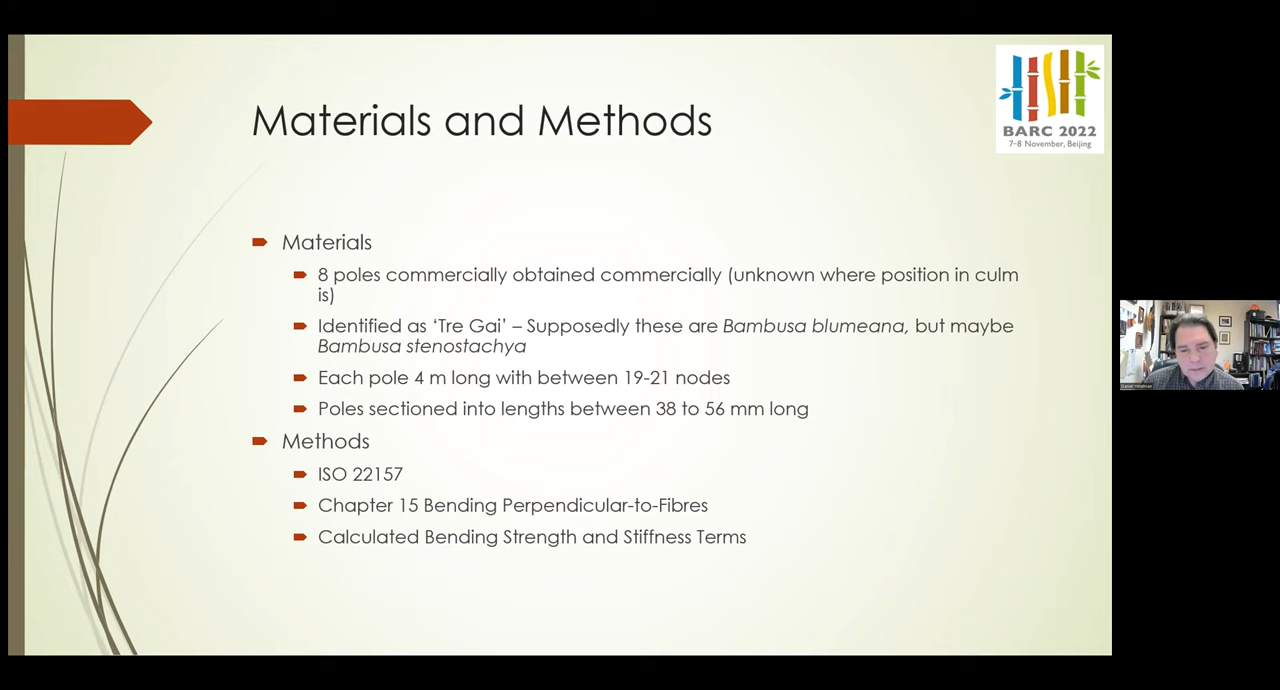 BARC 2022
7-8 November, Beijing
Materials and Methods
Materials
8 poles commercially obtained commercially (unknown where position in culm
is)
Identified as ‘Tre Gai’ – Supposedly these are Bambusa blumeana, but maybe
Bambusa stenostachya
Each pole 4 m long with between 19-21 nodes
Poles sectioned into lengths between 38 to 56 mm long
Methods
ISO 22157
Chapter 15 Bending Perpendicular-to-Fibres
Calculated Bending Strength and Stiffness Terms
Daniel Hindman